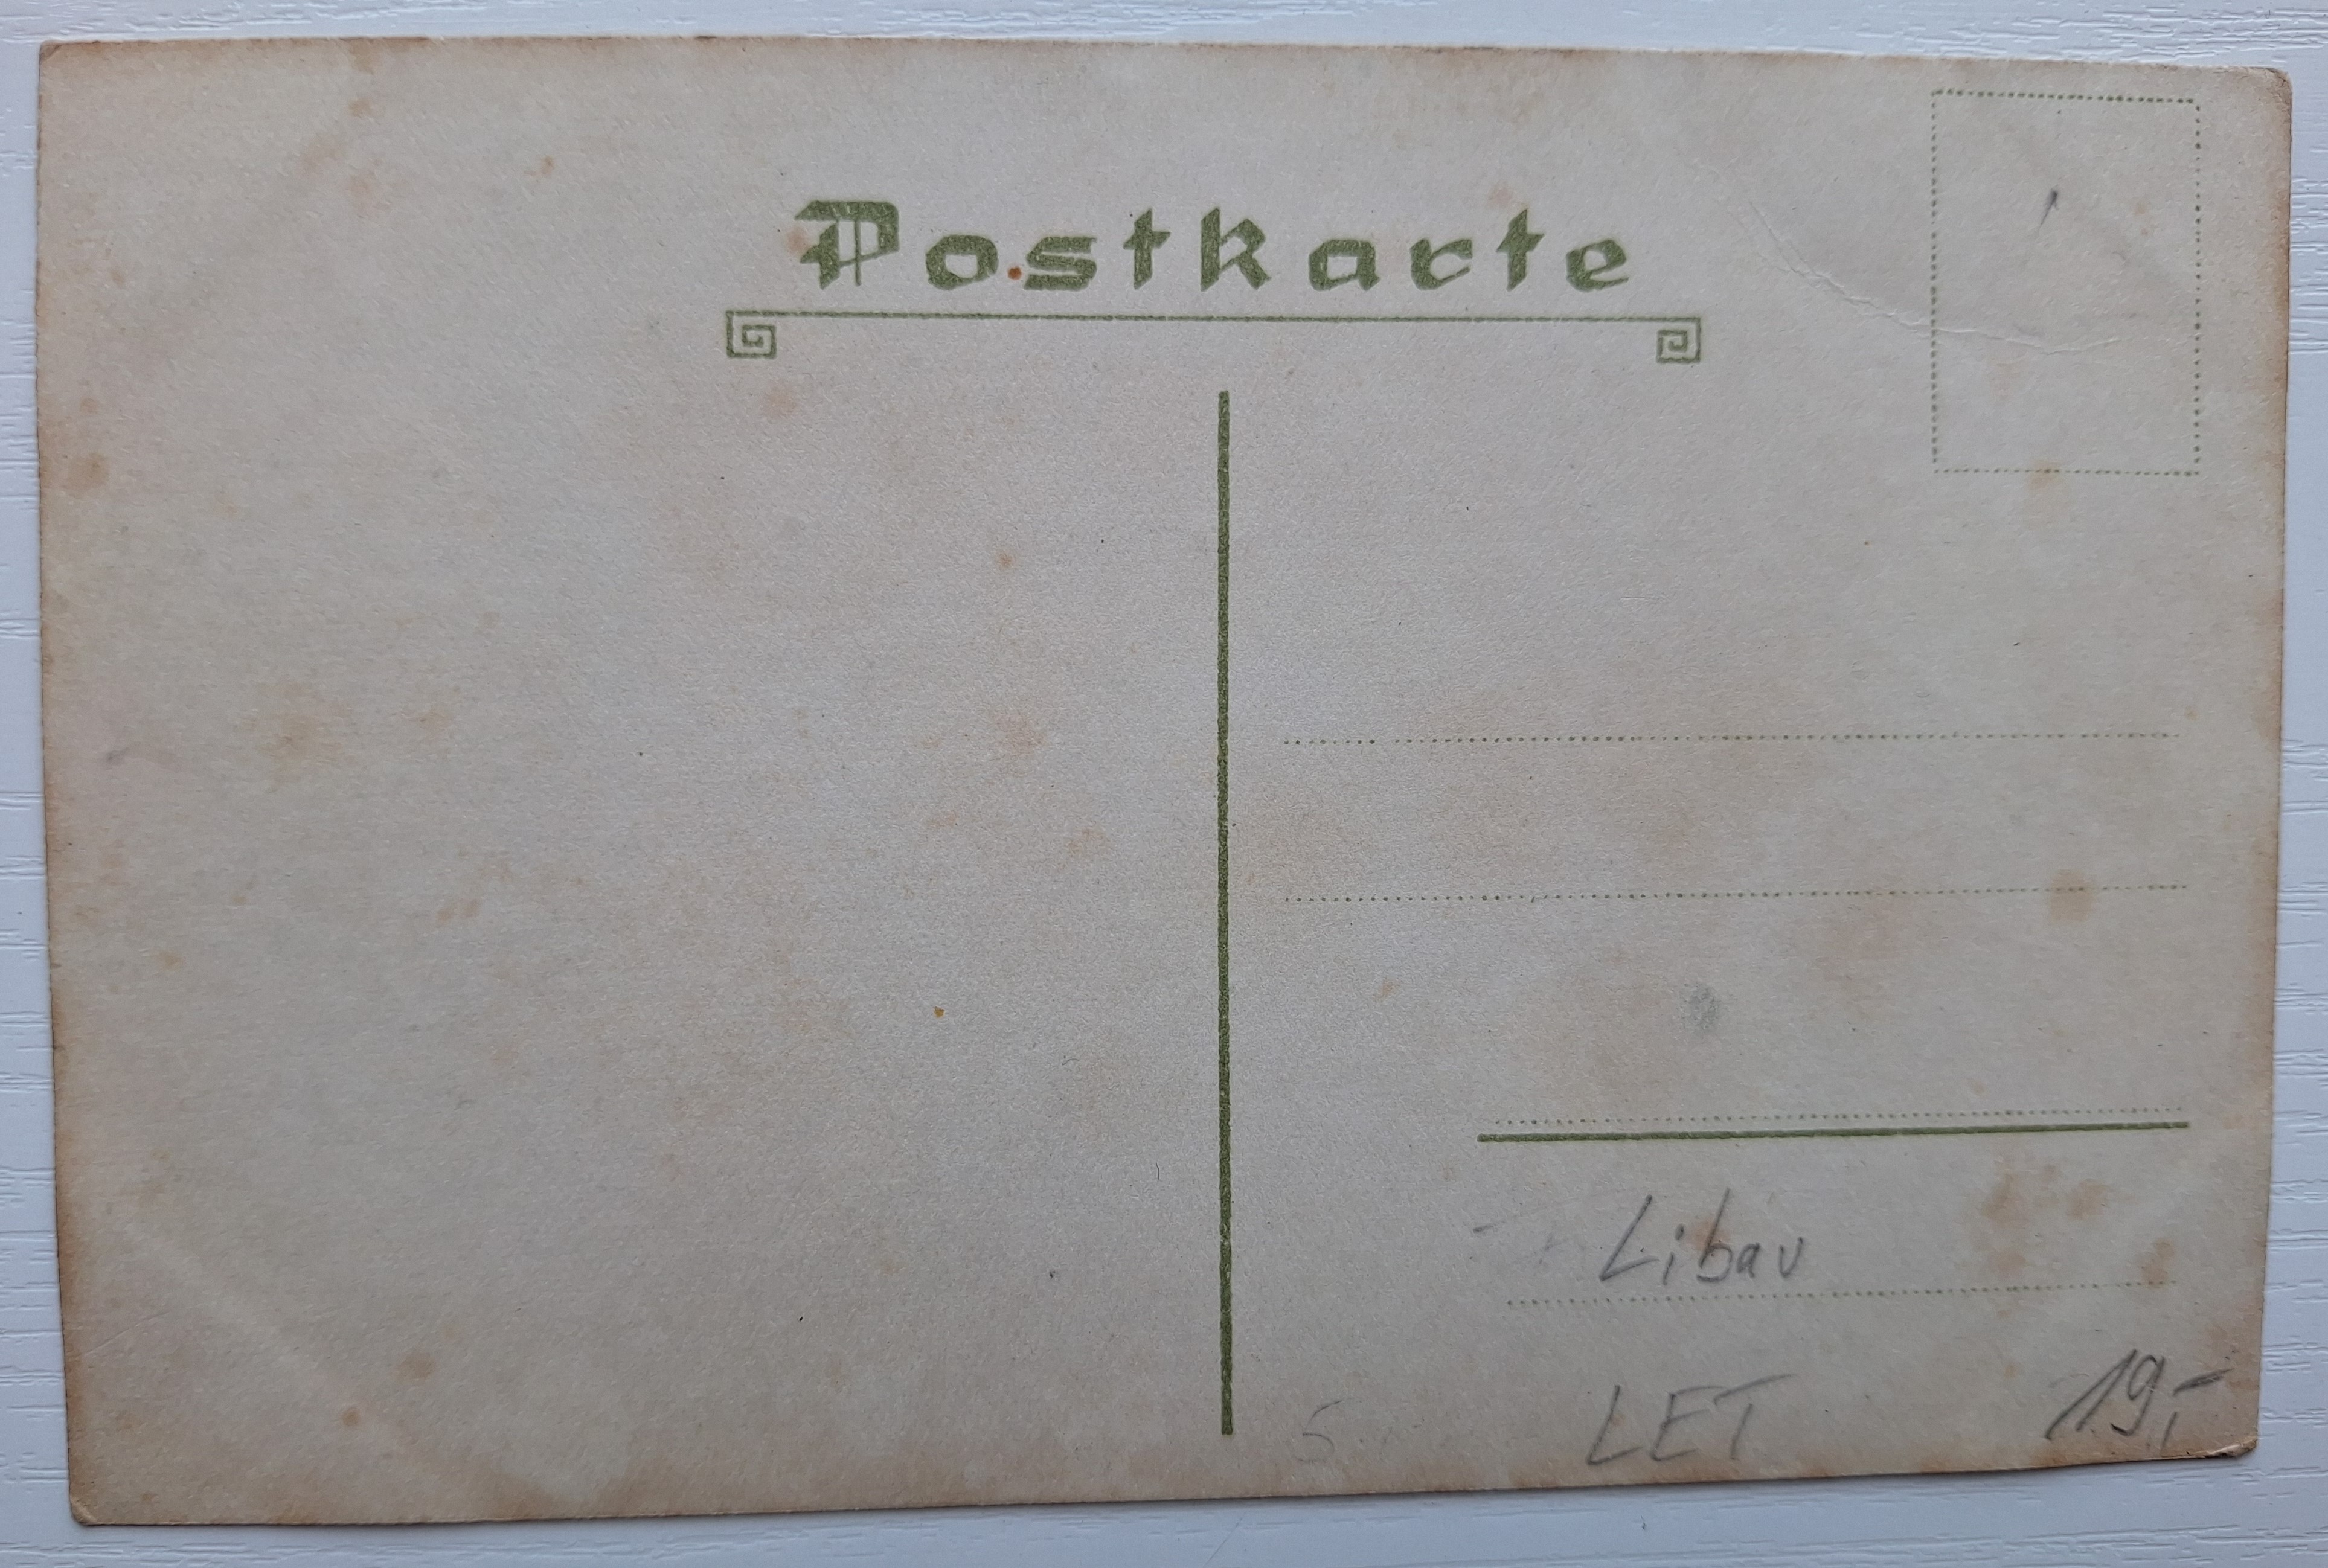 Postkarte
Libau
LET
19,-